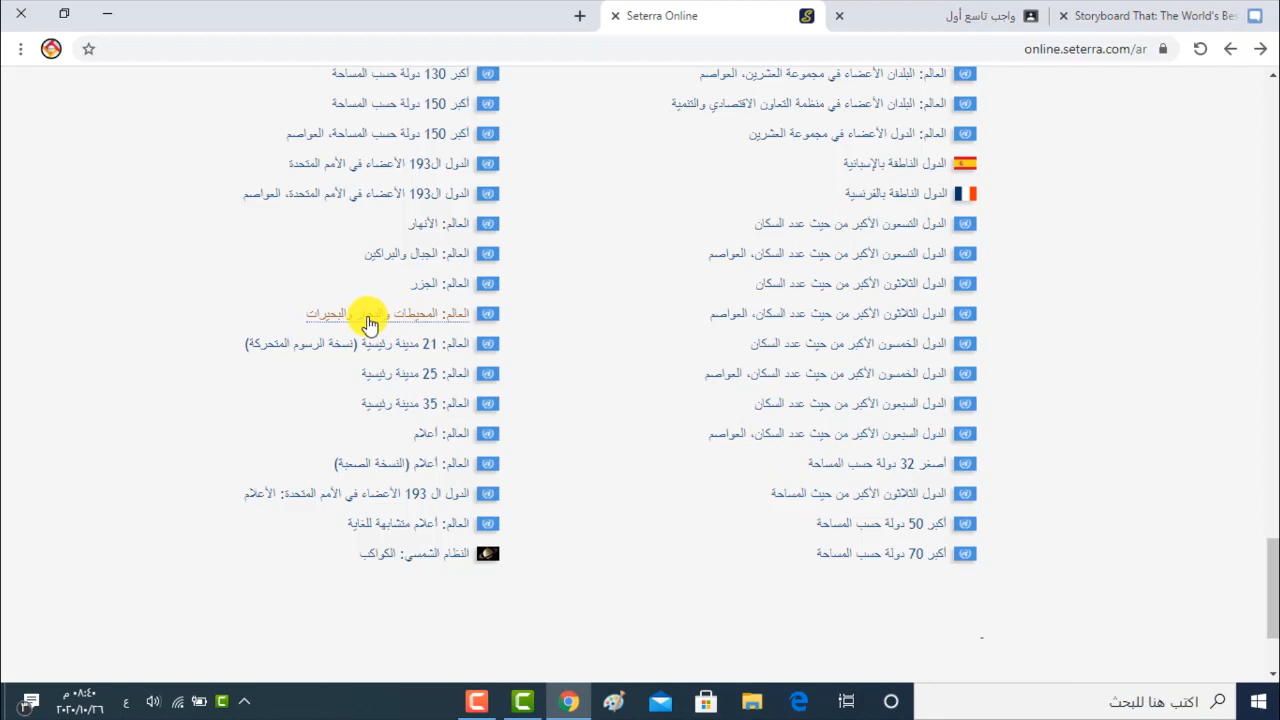 Seterra Online
واجب تاسع أول
Storyboard That: The World's Bes
online.seterra.com/ar
العالم: البلدان الأعضاء في مجموعة العشرين، العواصم
العالم: البلدان الأعضاء في منظمة التعاون الاقتصادي والتنمية
العالم: الدول الأعضاء في مجموعة العشرين
الدول الناطقة بالإسبانية
الدول الناطقة بالفرنسية
الدول التسعون الأكبر من حيث عدد السكان
الدول التسعون الأكبر من حيث عدد السكان، العواصم
الدول الثلاثون الأكبر من حيث عدد السكان
الدول الثلاثون الأكبر من حيث عدد السكان، العواصم
الدول الخمسون الأكبر من حيث عدد السكان
الدول الخمسون الأكبر من حيث عدد السكان، العواصم
الدول السبعون الأكبر من حيث عدد السكان
الدول السبعون الأكبر من حيث عدد السكان، العواصم
أصغر 32 دولة حسب المساحة
الدول الثلاثون الأكبر من حيث المساحة
أكبر 50 دولة حسب المساحة
أكبر 70 دولة حسب المساحة
أكبر 130 دولة حسب المساحة
أكبر 150 دولة حسب المساحة
أكبر 150 دولة حسب المساحة، العواصم
الدول ال193 الأعضاء في الأمم المتحدة
الدول ال193 الأعضاء في الأمم المتحدة، العواصم
العالم: الأنهار
العالم: الجبال والبراكين
العالم: الجزر
العالم: المحيطات والبحيرات
العالم: 21 مدينة رئيسية (نسخة الرسوم المتحركة)
العالم: 25 مدينة رئيسية
العالم: 35 مدينة رئيسية
العالم: أعلام
العالم: أعلام (النسخة الصعبة)
الدول ال 193 الأعضاء في الأمم المتحدة: الأعلام
العالم: أعلام متشابهة للغاية
النظام الشمسي: الكواكب
اكتب هنا للبحث
ع
٠٨:٤٠ م
٢٠٢٠/١٠/٢٦